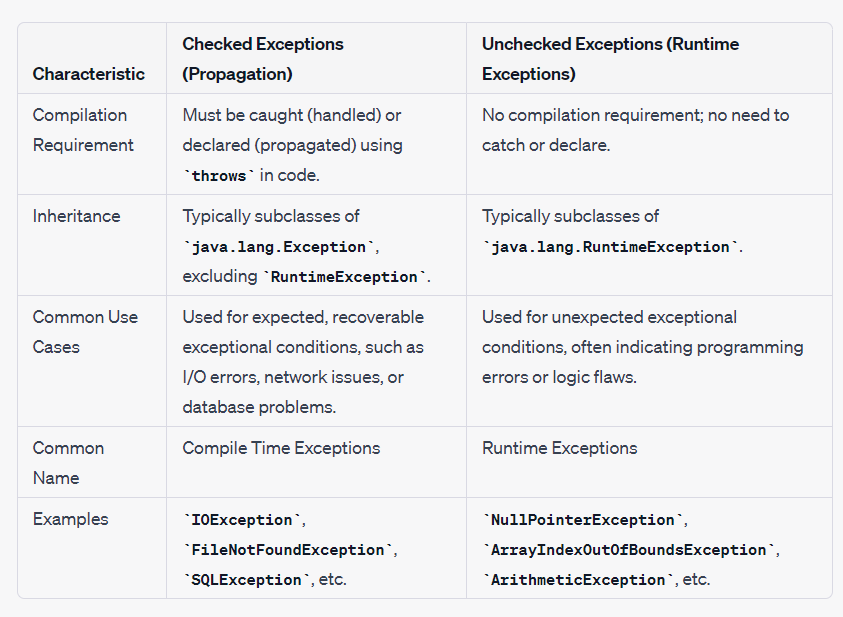 Characteristic
Checked Exceptions
(Propagation)
Unchecked Exceptions (Runtime
Exceptions)
Compilation
Requirement
Must be caught (handled) or
declared (propagated) using
`throws` in code.
No compilation requirement; no need to
catch or declare.
Inheritance
Typically subclasses of
`java.lang.Exception`,
excluding `RuntimeException`.
Typically subclasses of
`java.lang.RuntimeException`.
Common Use
Cases
Used for expected, recoverable
exceptional conditions, such as
I/O errors, network issues, or
database problems.
Used for unexpected exceptional
conditions, often indicating programming
errors or logic flaws.
Common
Name
Compile Time Exceptions
Runtime Exceptions
Examples
`IOException`,
`FileNotFoundException`,
`SQLException`, etc.
`NullPointerException`,
`ArrayIndexOutOfBoundsException`,
`ArithmeticException`, etc.